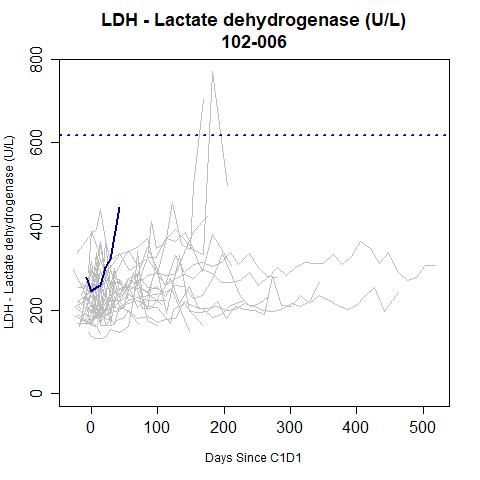 LDH - Lactate dehydrogenase (U/L)
102-006
LDH - Lactate dehydrogenase (U/L)
800
600
400
200
0
0 100 200 300 400 500
Days Since C1D1